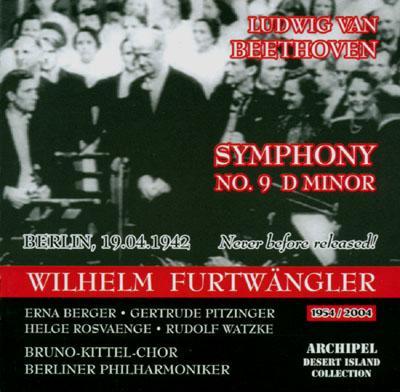 LUDWIG VAN
BEETHOVEN
SYMPHONY
NO. 9 D MINOR
BERLIN, 19.04.1942
Never before released!
WILHELM FURTWÄNGLER
ERNA BERGER · GERTRUDE PITZINGER
HELGE ROSVAENGE · RUDOLF WATZKE
1954/2004
BRUNO-KITTEL-CHOR
BERLINER PHILHARMONIKER
ARCHIPEL
DESERT ISLAND
COLLECTION